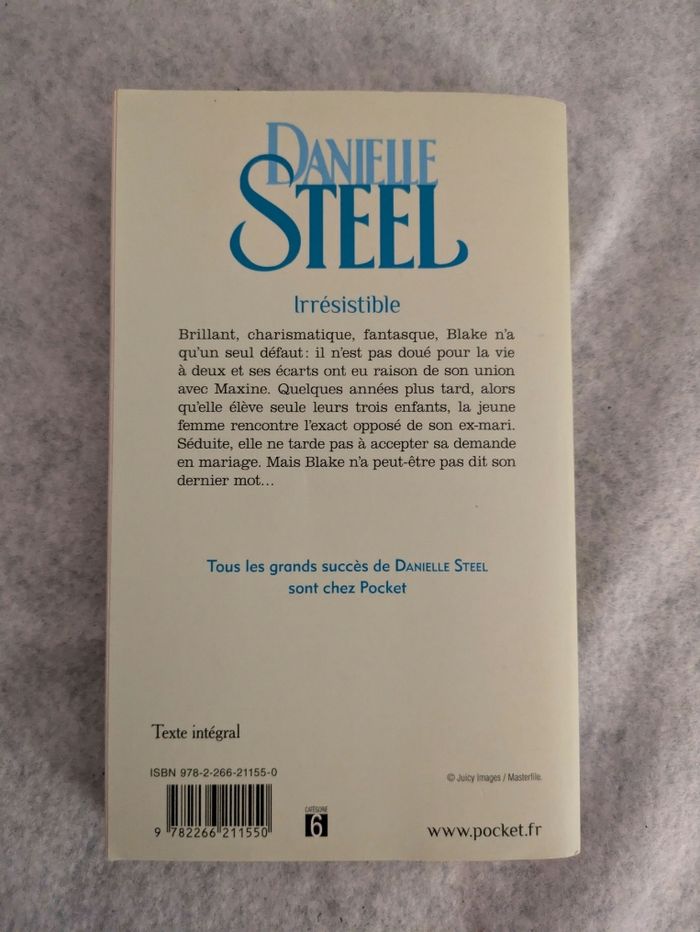 DANIELLE
STEEL
Irrésistible
Brillant, charismatique, fantasque, Blake n'a
qu'un seul défaut : il n'est pas doué pour la vie
à deux et ses écarts ont eu raison de son union
avec Maxine. Quelques années plus tard, alors
qu'elle élève seule leurs trois enfants, la jeune
femme rencontre l'exact opposé de son ex-mari.
Séduite, elle ne tarde pas à accepter sa demande
en mariage. Mais Blake n'a peut-être pas dit son
dernier mot…
Tous les grands succès de DANIELLE STEEL
sont chez Pocket
Texte intégral
ISBN 978-2-266-21155-0
© Juicy Images / Masterfile.
9 782266 211550
CATÉGORIE
6
www.pocket.fr